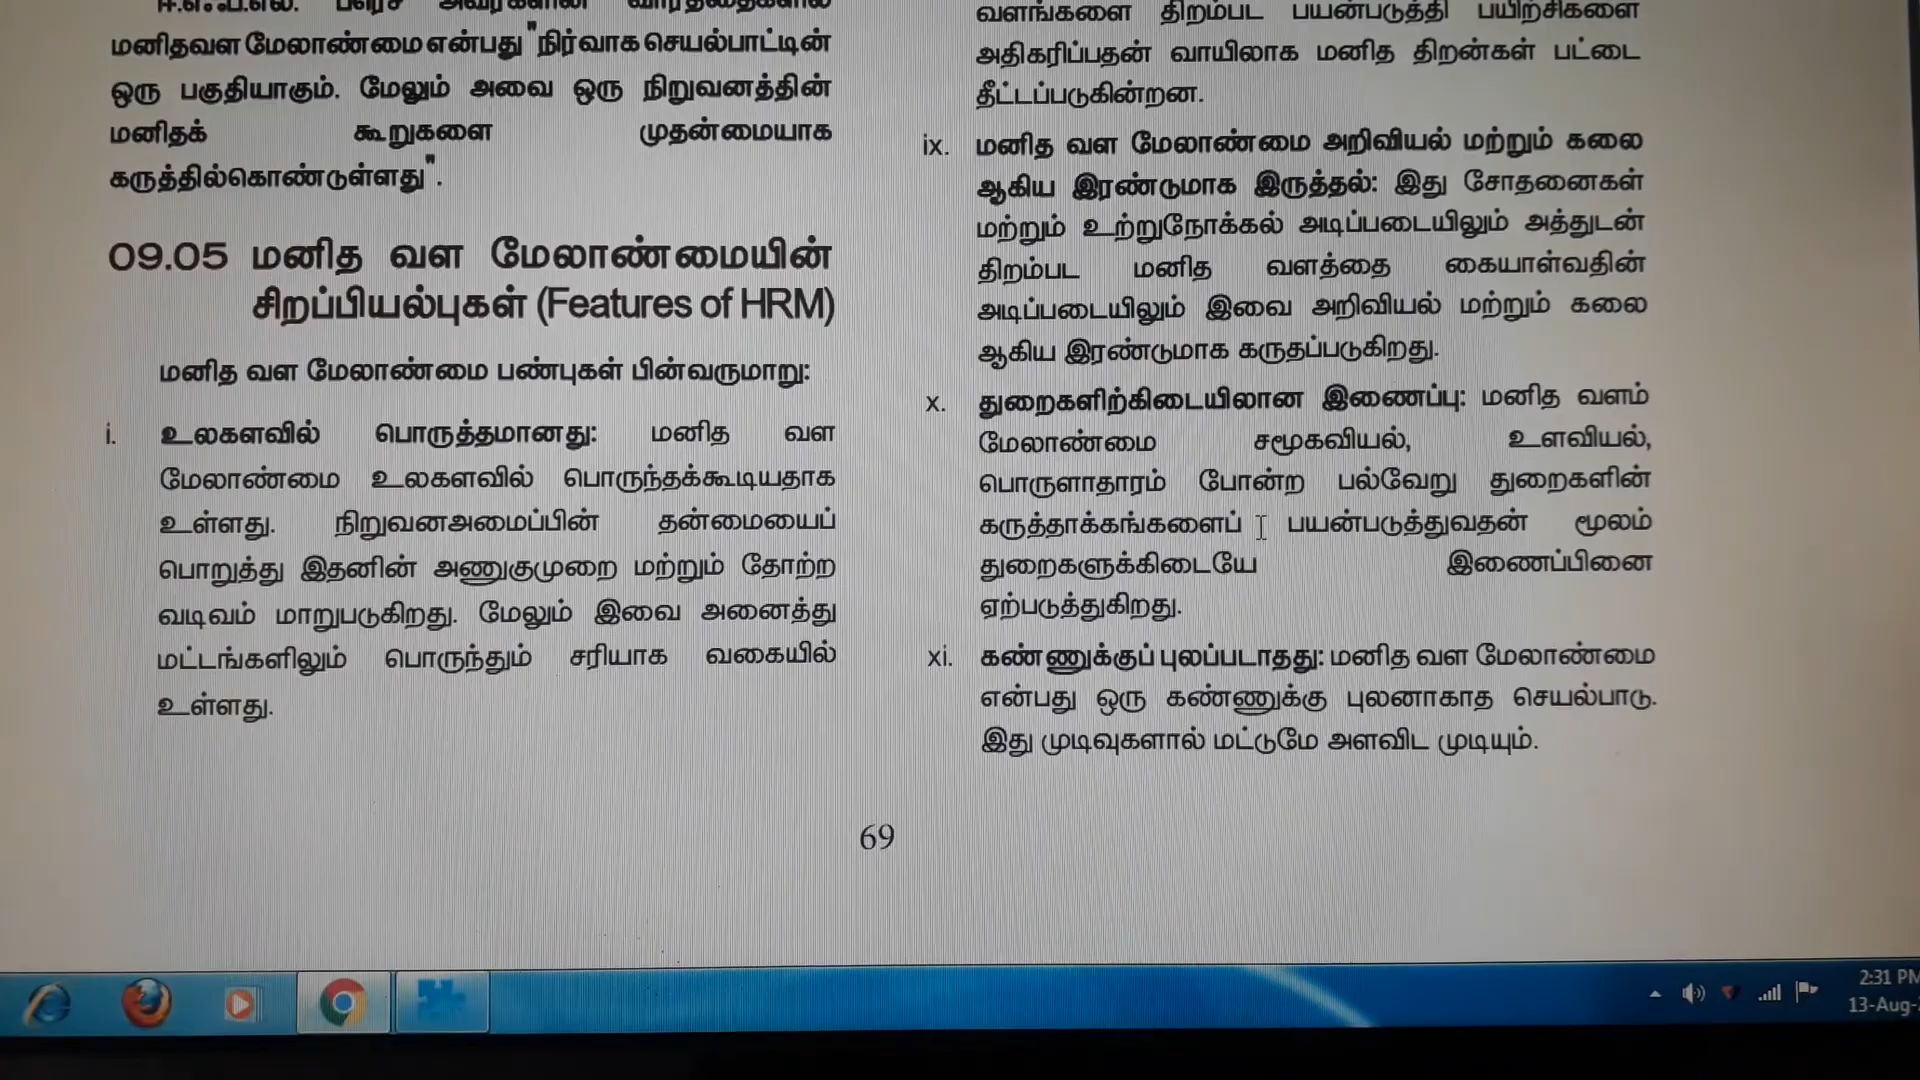 மனிதவள மேலாண்மை என்பது "நிர்வாக செயல்பாட்டின்
ஒரு பகுதியாகும். மேலும் அவை ஒரு நிறுவனத்தின்
மனிதக் கூறுகளை முதன்மையாக
கருத்தில்கொண்டுள்ளது".
09.05 மனித வள மேலாண்மையின்
சிறப்பியல்புகள் (Features of HRM)
மனித வள மேலாண்மை பண்புகள் பின்வருமாறு:
i. உலகளவில் பொருத்தமானது: மனித வள
மேலாண்மை உலகளவில் பொருந்தக்கூடியதாக
உள்ளது. நிறுவனஅமைப்பின் தன்மையைப்
பொறுத்து இதனின் அணுகுமுறை மற்றும் தோற்ற
வடிவம் மாறுபடுகிறது. மேலும் இவை அனைத்து
மட்டங்களிலும் பொருந்தும் சரியாக வகையில்
உள்ளது.
வளங்களை திறம்பட பயன்படுத்தி பயிற்சிகளை
அதிகரிப்பதன் வாயிலாக மனித திறன்கள் பட்டை
தீட்டப்படுகின்றன.
ix. மனித வள மேலாண்மை அறிவியல் மற்றும் கலை
ஆகிய இரண்டுமாக இருத்தல்: இது சோதனைகள்
மற்றும் உற்றுநோக்கல் அடிப்படையிலும் அத்துடன்
திறம்பட மனித வளத்தை கையாள்வதின்
அடிப்படையிலும் இவை அறிவியல் மற்றும் கலை
ஆகிய இரண்டுமாக கருதப்படுகிறது.
x. துறைகளிற்கிடையிலான இணைப்பு: மனித வளம்
மேலாண்மை சமூகவியல், உளவியல்,
பொருளாதாரம் போன்ற பல்வேறு துறைகளின்
கருத்தாக்கங்களைப் பயன்படுத்துவதன் மூலம்
துறைகளுக்கிடையே இணைப்பினை
ஏற்படுத்துகிறது.
xi. கண்ணுக்குப் புலப்படாதது: மனித வள மேலாண்மை
என்பது ஒரு கண்ணுக்கு புலனாகாத செயல்பாடு.
இது முடிவுகளால் மட்டுமே அளவிட முடியும்.
69
2:31 PM
13-Aug-